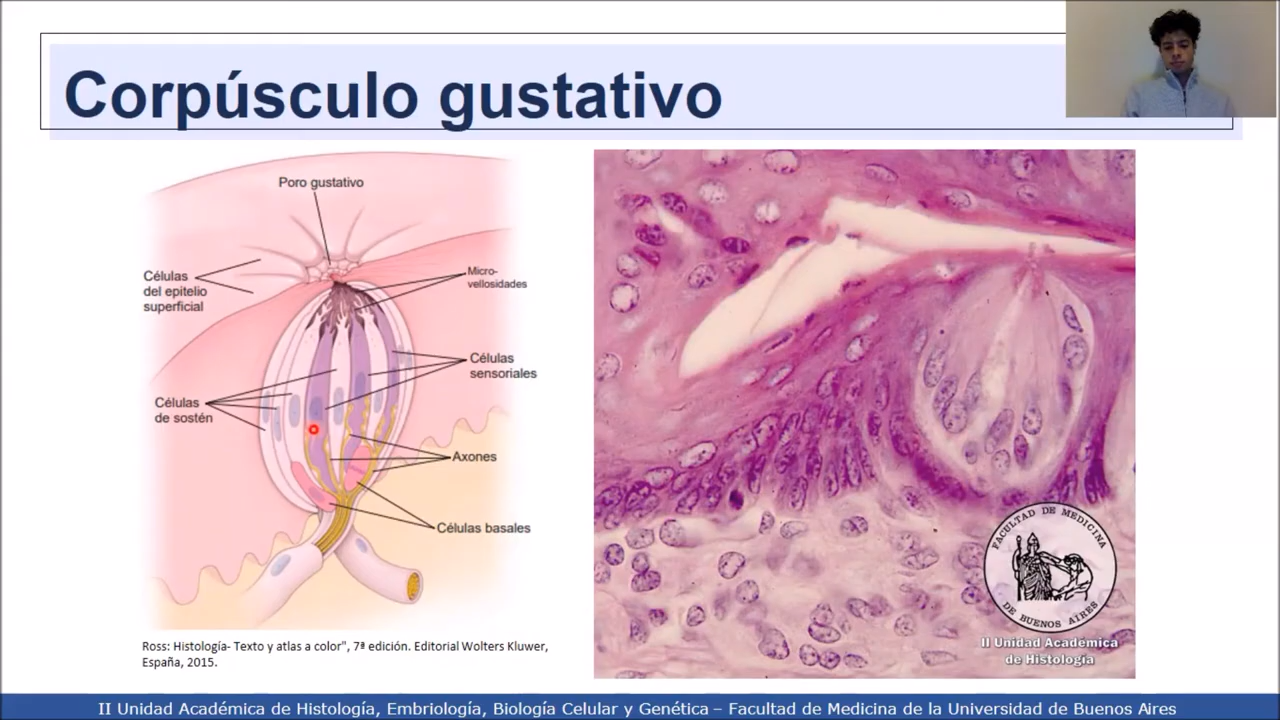 Corpúsculo gustativo
Poro gustativo
Células
del epitelio
superficial
Micro-
vellosidades
Células
sensoriales
Células
de sostén
Axones
Células basales
Ross: Histología- Texto y atlas a color", 7ª edición. Editorial Wolters Kluwer,
España, 2015.
FACULTAD DE MEDICINA
DE BUENOS AIRES
II Unidad Académica
de Histología
II Unidad Académica de Histología, Embriología, Biología Celular y Genética – Facultad de Medicina de la Universidad de Buenos Aires